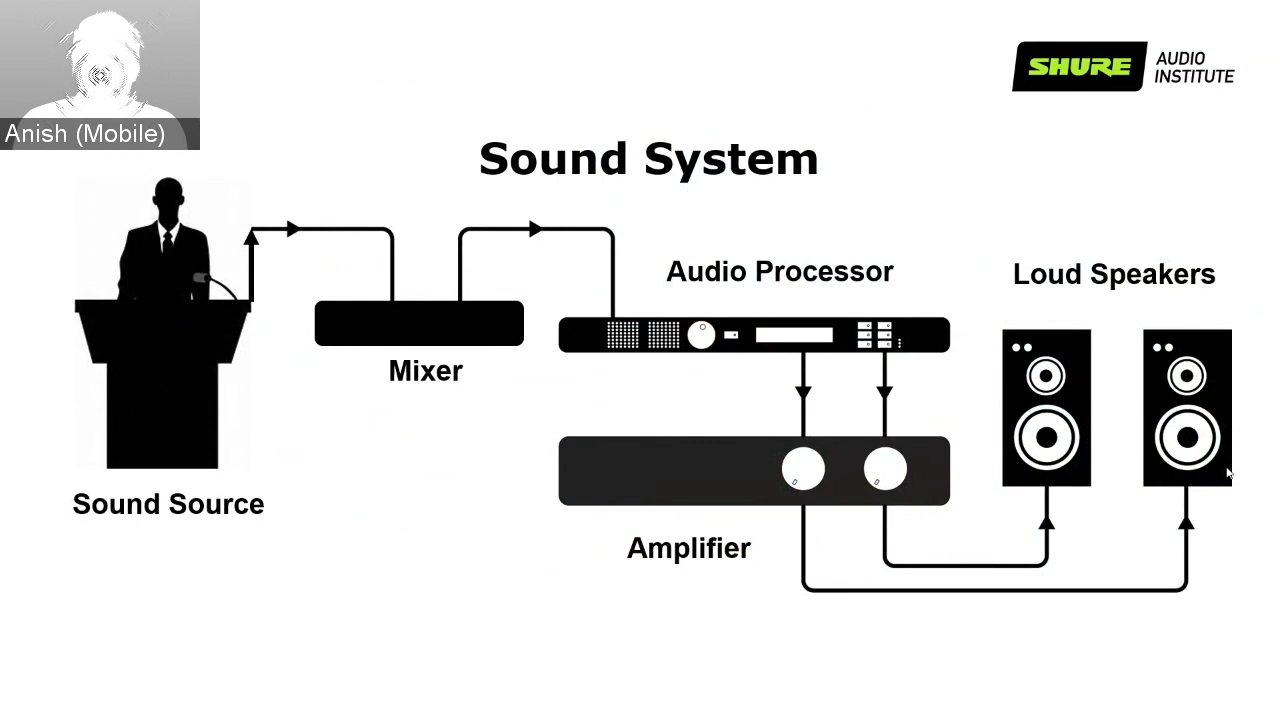 Anish (Mobile)
SHURE
AUDIO
INSTITUTE
Sound System
Audio Processor
Loud Speakers
Mixer
Sound Source
Amplifier